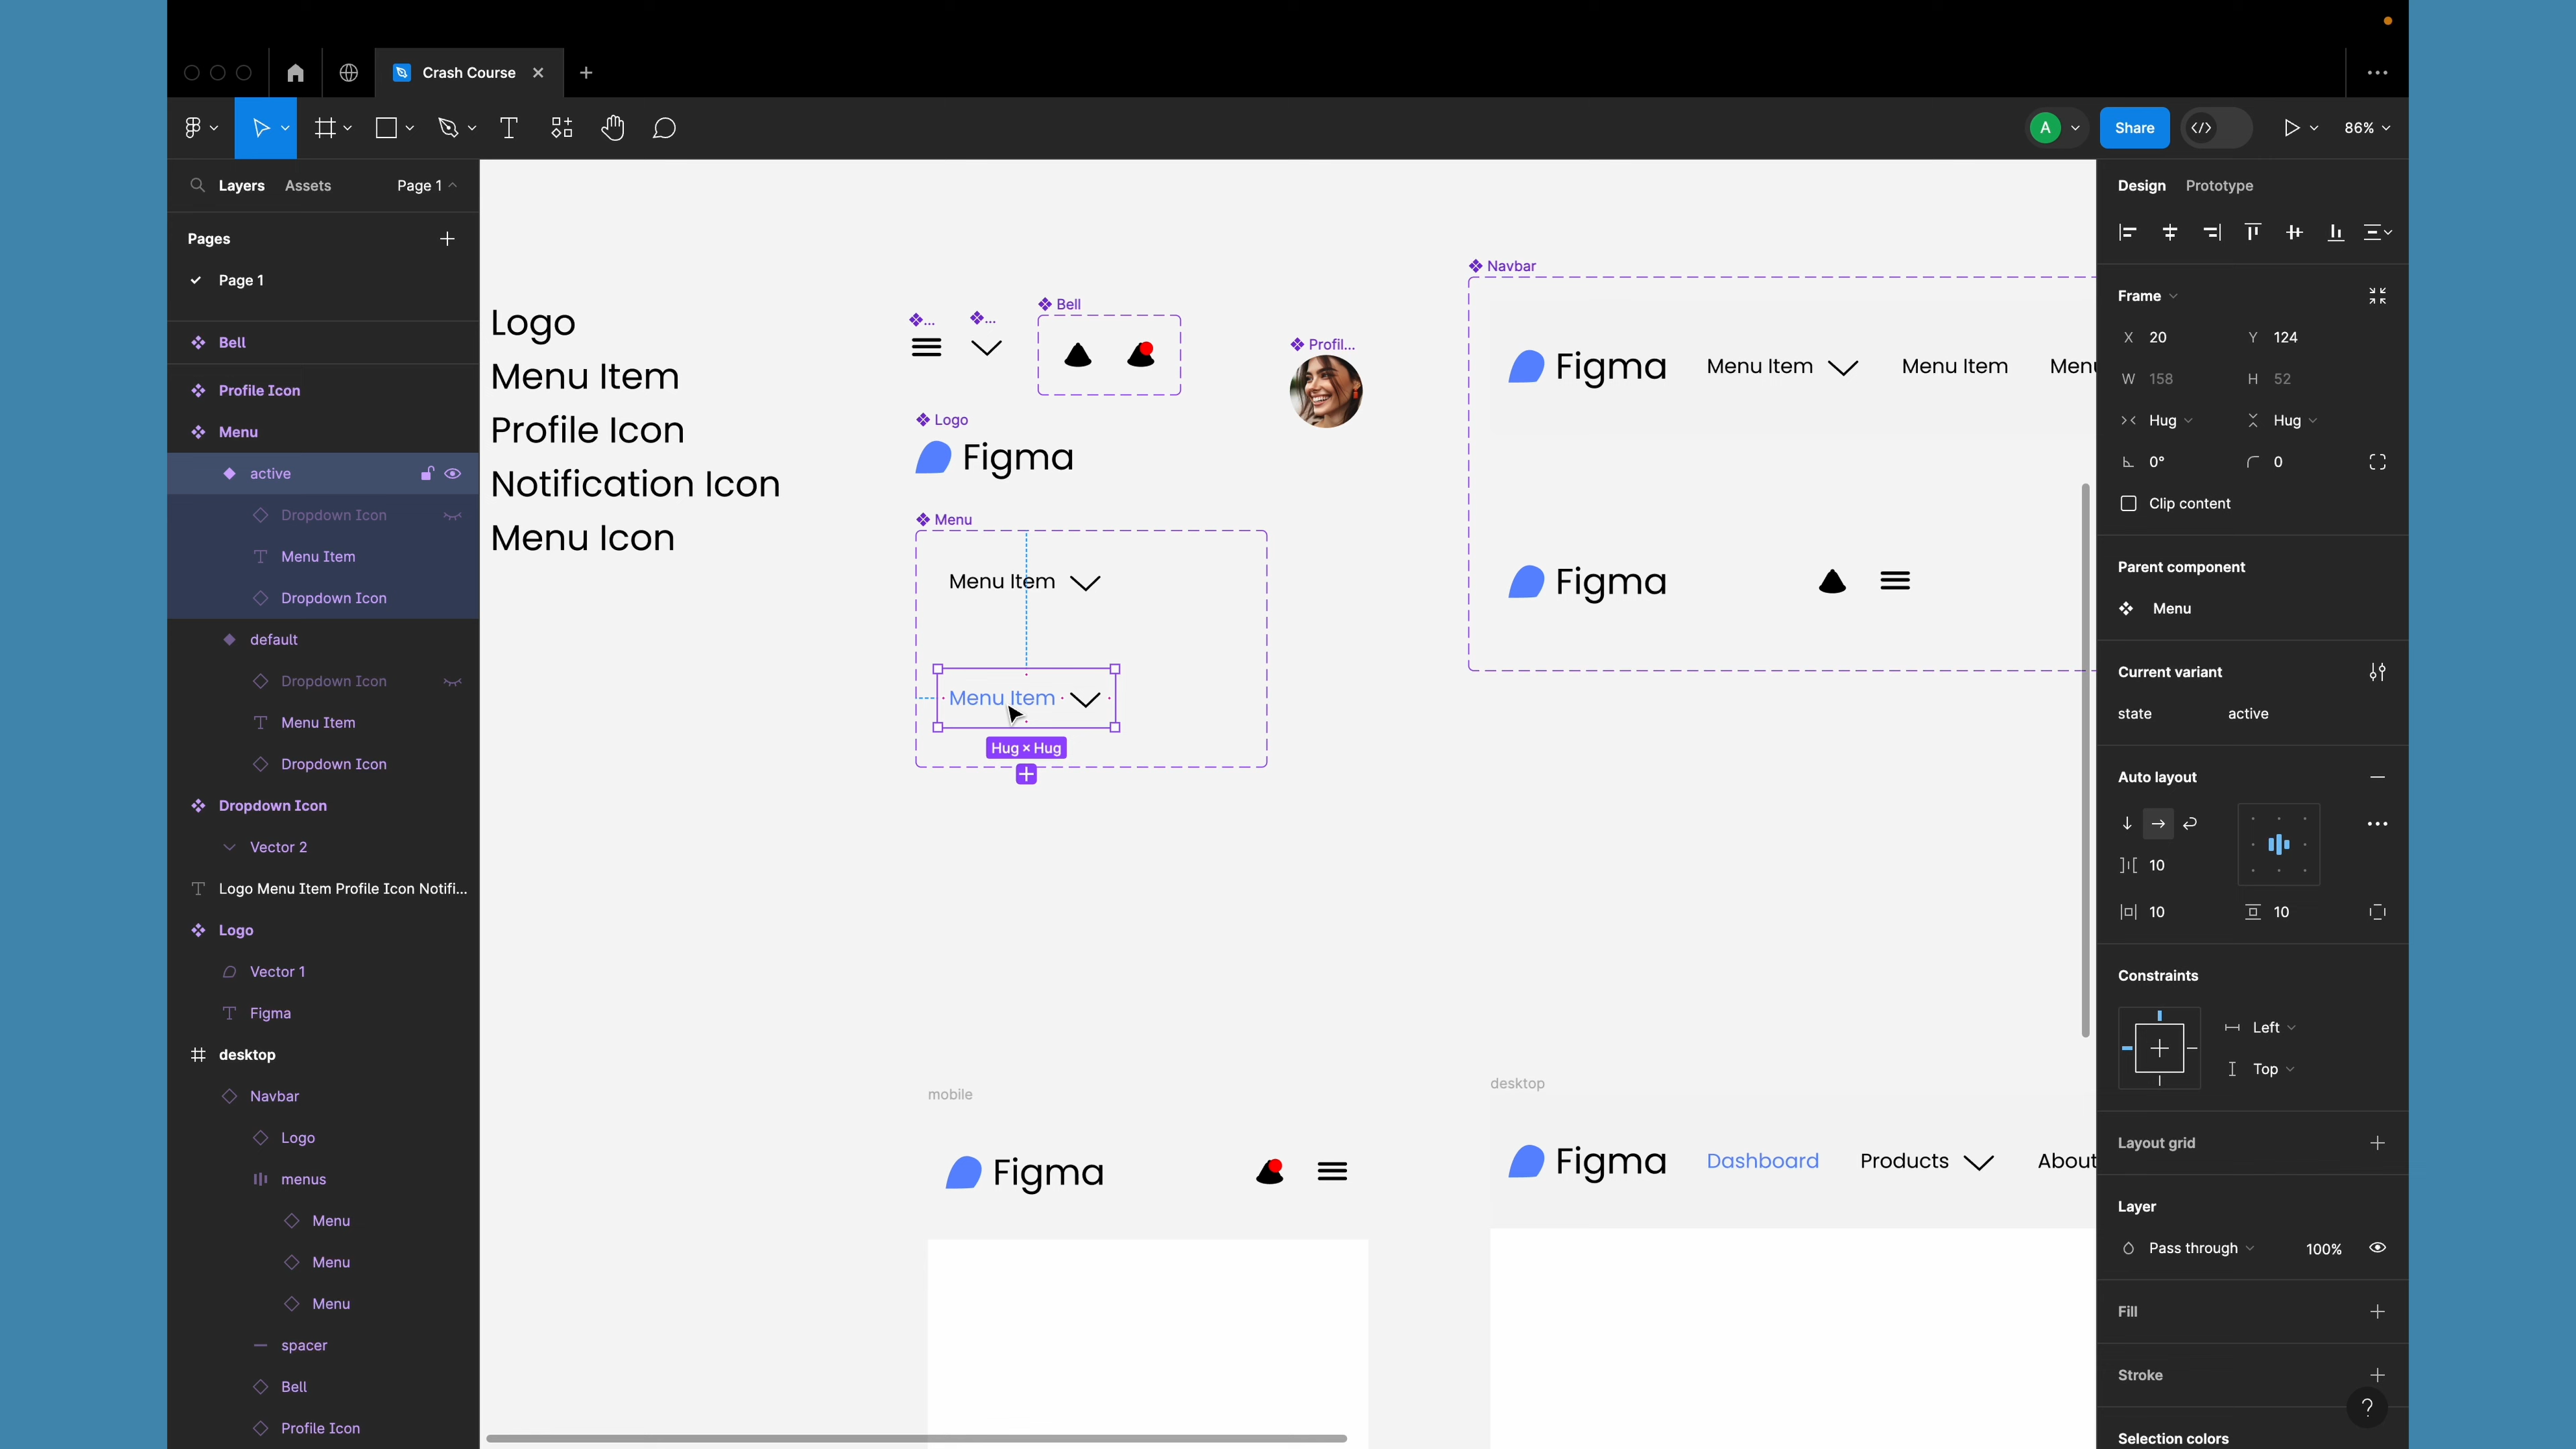 Crash Course
A
Share
86%
Layers
Assets
Page 1
Pages
Page 1
Bell
Profile Icon
Menu
active
Dropdown Icon
Menu Item
Dropdown Icon
default
Dropdown Icon
Menu Item
Dropdown Icon
Dropdown Icon
Vector 2
Logo Menu Item Profile Icon Notifi...
Logo
Vector 1
Figma
desktop
Navbar
Logo
menus
Menu
Menu
Menu
spacer
Bell
Profile Icon
Logo
Menu Item
Profile Icon
Notification Icon
Menu Icon
...
...
Bell
Profil...
Logo
Figma
Menu
Menu Item
Menu Item
Hug × Hug
Navbar
Figma
Menu Item
Menu Item
Menu
Figma
mobile
Figma
desktop
Figma
Dashboard
Products
About
Design
Prototype
Frame
X 20
Y 124
W 158
H 52
Hug
Hug
0°
0
Clip content
Parent component
Menu
Current variant
state
active
Auto layout
10
10
10
Constraints
Left
Top
Layout grid
Layer
Pass through
100%
Fill
Stroke
?
Selection colors